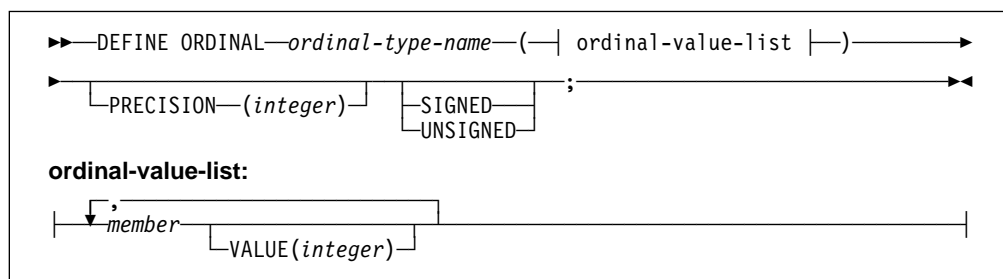 DEFINE ORDINAL ordinal-type-name ( ordinal-value-list )
PRECISION (integer) SIGNED ;
UNSIGNED
ordinal-value-list:
,
member
VALUE(integer)